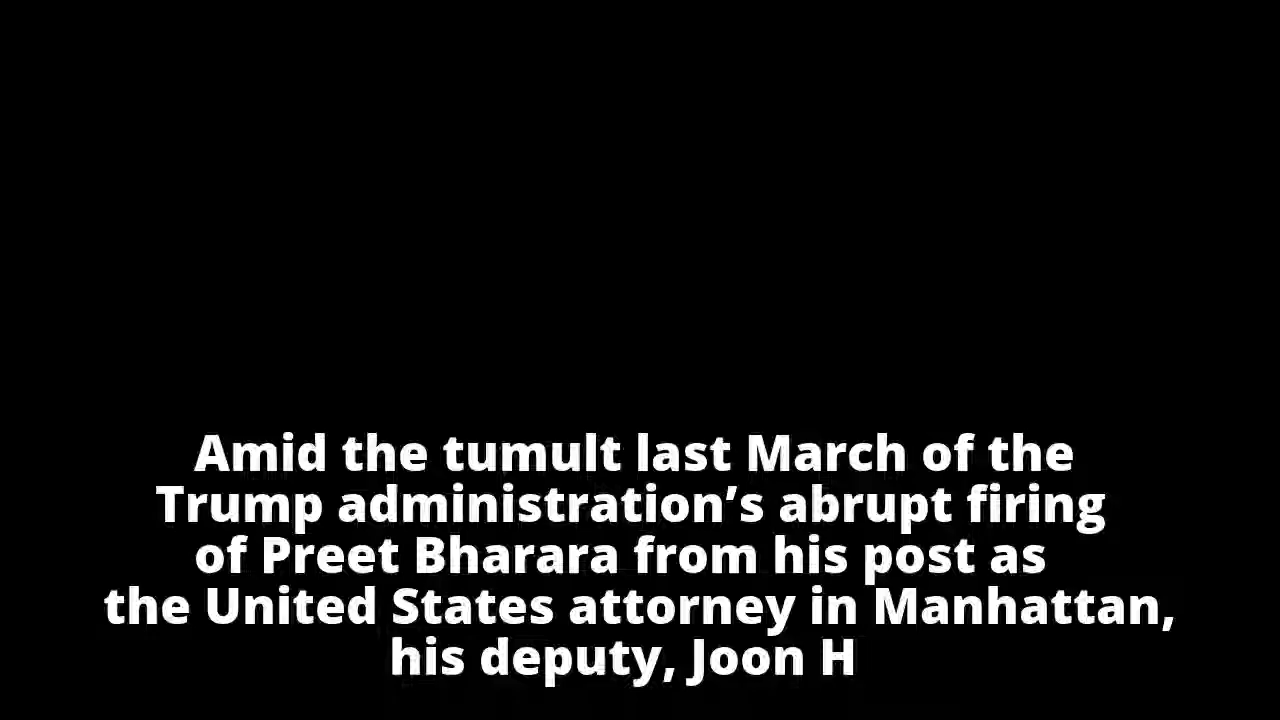 Amid the tumult last March of the
Trump administration’s abrupt firing
of Preet Bharara from his post as
the United States attorney in Manhattan,
his deputy, Joon H